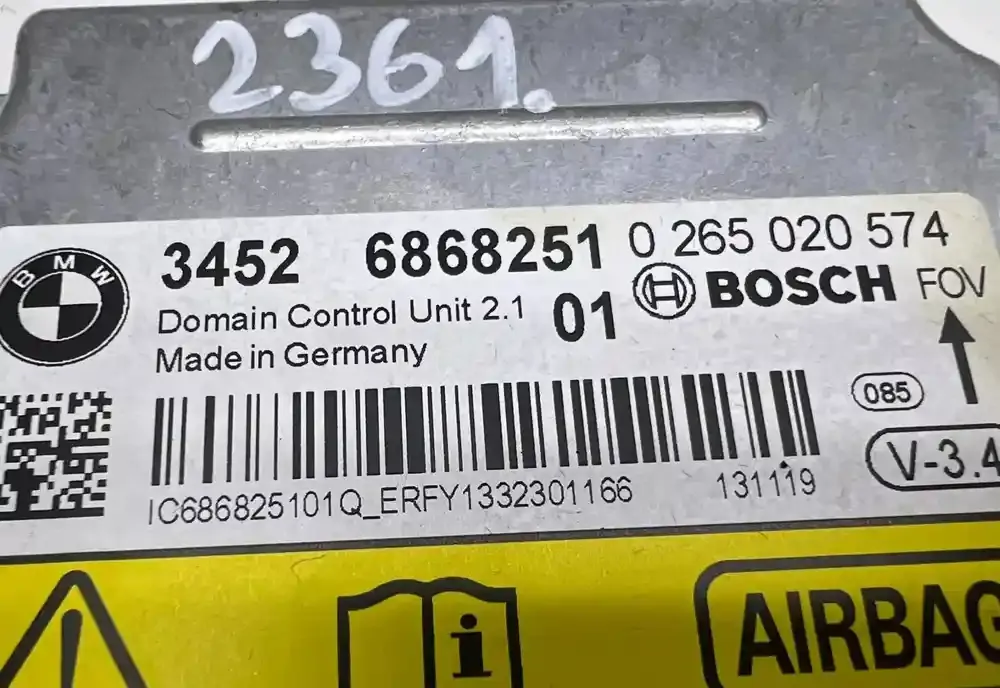 2361.
BMW
3452 6868251 0 265 020 574
Domain Control Unit 2.1 01 BOSCH FOV
Made in Germany
085
V-3.4
IC686825101Q_ERFY1332301166 131119
i
AIRBAG